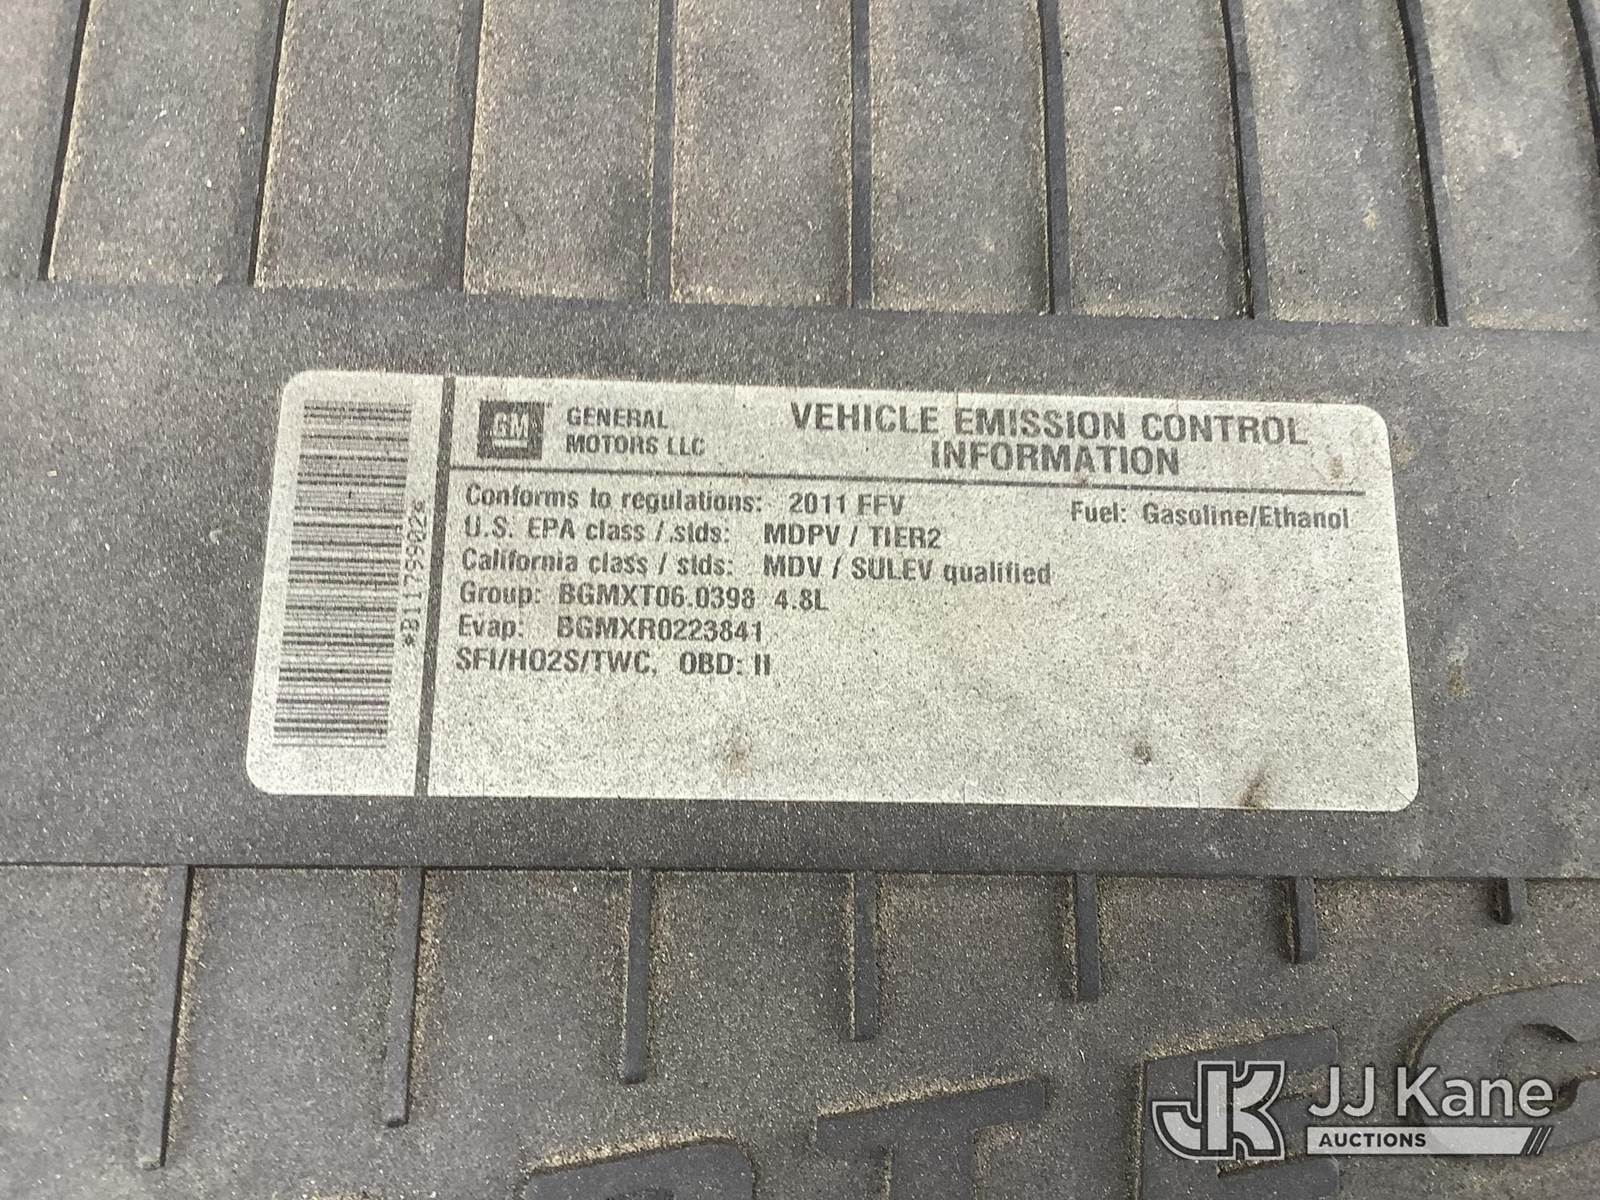 GM GENERAL MOTORS LLC
VEHICLE EMISSION CONTROL
INFORMATION
Conforms to regulations: 2011 FFV
Fuel: Gasoline/Ethanol
U.S. EPA class / stds: MDPV / TIER2
California class / stds: MDV / SULEV qualified
Group: BGMXT06.0398 4.8L
Evap: BGMXR0223841
SFI/HO2S/TWC, OBD: II
*B1179902*
JK JJ Kane
AUCTIONS